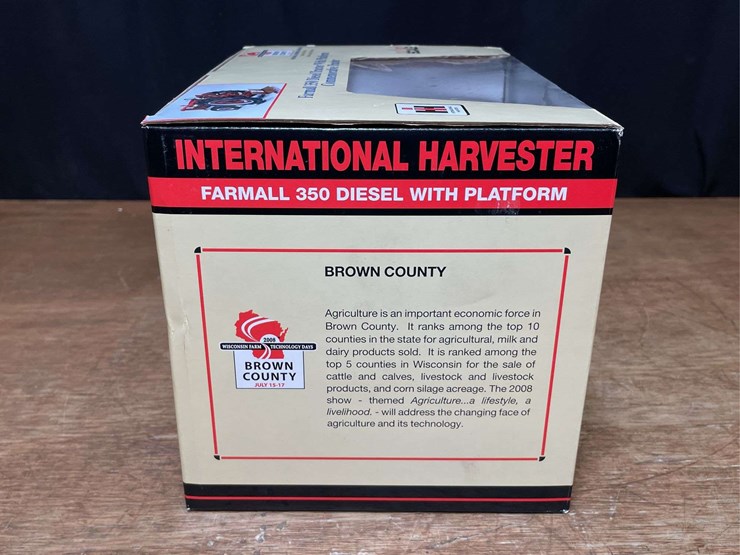 Farmall 350 Diesel
INTERNATIONAL HARVESTER
FARMALL 350 DIESEL WITH PLATFORM
BROWN COUNTY
Agriculture is an important economic force in
Brown County. It ranks among the top 10
counties in the state for agricultural, milk and
dairy products sold. It is ranked among the
top 5 counties in Wisconsin for the sale of
cattle and calves, livestock and livestock
products, and corn silage acreage. The 2008
show - themed Agriculture...a lifestyle, a
livelihood. - will address the changing face of
agriculture and its technology.
2008
WISCONSIN FARM TECHNOLOGY DAYS
BROWN
COUNTY
JULY 15-17